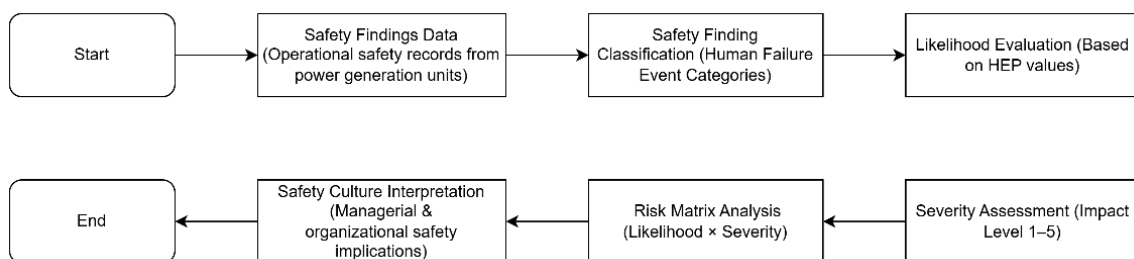 Start
Safety Findings Data
(Operational safety records from
power generation units)
Safety Finding
Classification (Human Failure
Event Categories)
Likelihood Evaluation (Based
on HEP values)
End
Safety Culture Interpretation
(Managerial &
organizational safety
implications)
Risk Matrix Analysis
(Likelihood × Severity)
Severity Assessment (Impact
Level 1–5)